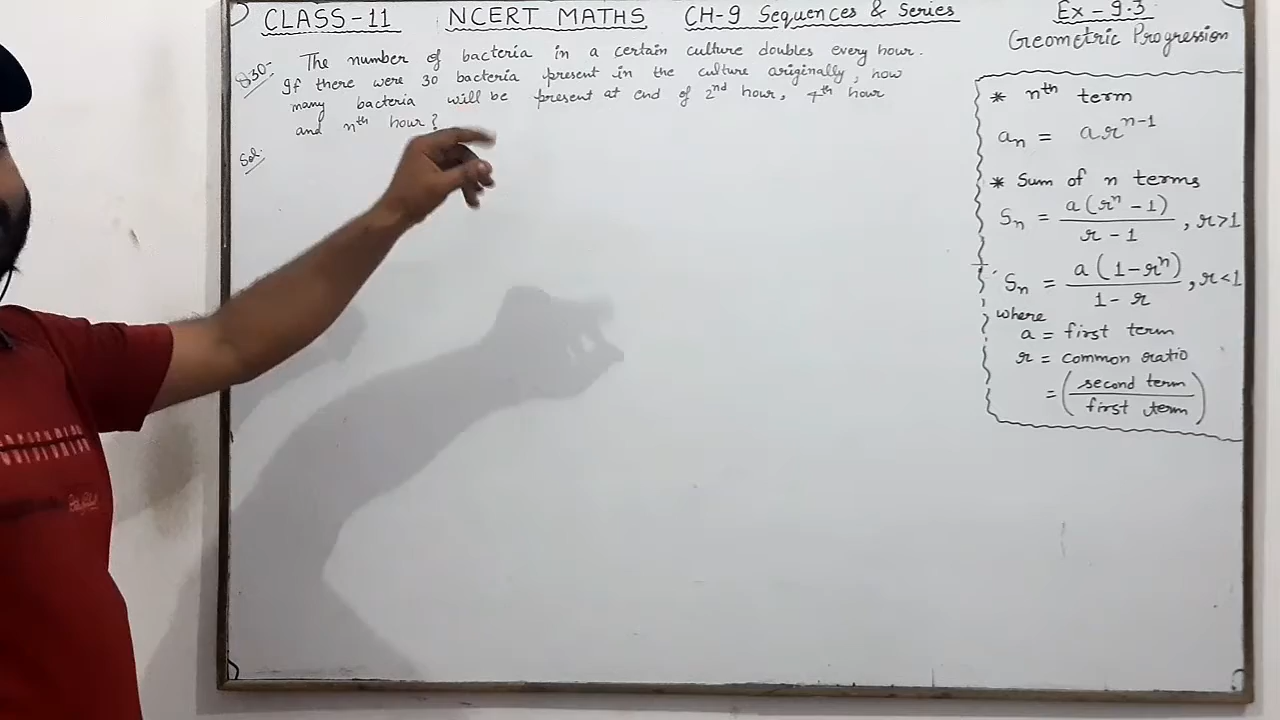 CLASS-11 NCERT MATHS CH-9 Sequences & Series Ex-9.3
Geometric Progression
Q30- The number of bacteria in a certain culture doubles every hour.
If there were 30 bacteria present in the culture originally, how
many bacteria will be present at end of 2nd hour, 4th hour
and nth hour?
Sol.
* nth term
aₙ = arⁿ⁻¹
* Sum of n terms
Sₙ = a(rⁿ - 1) / r - 1 , r>1
Sₙ = a(1-rⁿ) / 1-r , r<1
where
a = first term
r = common ratio
= (second term / first term)